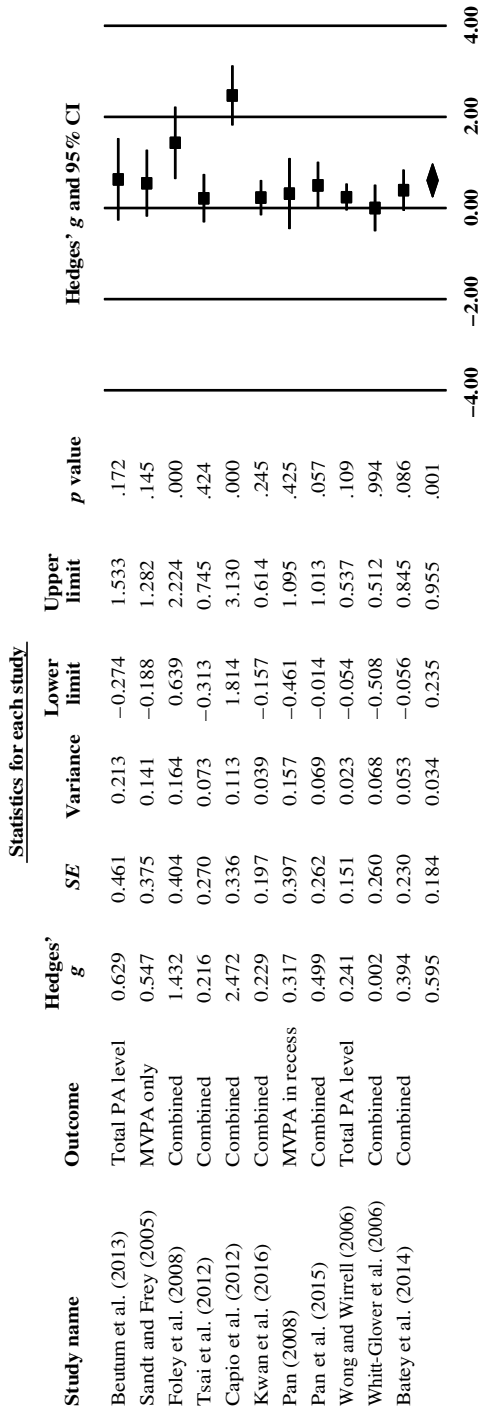 Statistics for each study
Study name Outcome Hedges' g SE Variance Lower limit Upper limit p value Hedges' g and 95% CI
Beutum et al. (2013) Total PA level 0.629 0.461 0.213 −0.274 1.533 .172
Sandt and Frey (2005) MVPA only 0.547 0.375 0.141 −0.188 1.282 .145
Foley et al. (2008) Combined 1.432 0.404 0.164 0.639 2.224 .000
Tsai et al. (2012) Combined 0.216 0.270 0.073 −0.313 0.745 .424
Capio et al. (2012) Combined 2.472 0.336 0.113 1.814 3.130 .000
Kwan et al. (2016) Combined 0.229 0.197 0.039 −0.157 0.614 .245
Pan (2008) MVPA in recess 0.317 0.397 0.157 −0.461 1.095 .425
Pan et al. (2015) Combined 0.499 0.262 0.069 −0.014 1.013 .057
Wong and Wirrell (2006) Total PA level 0.241 0.151 0.023 −0.054 0.537 .109
Whitt-Glover et al. (2006) Combined 0.002 0.260 0.068 −0.508 0.512 .994
Batey et al. (2014) Combined 0.394 0.230 0.053 −0.056 0.845 .086
0.595 0.184 0.034 0.235 0.955 .001
−4.00 −2.00 0.00 2.00 4.00